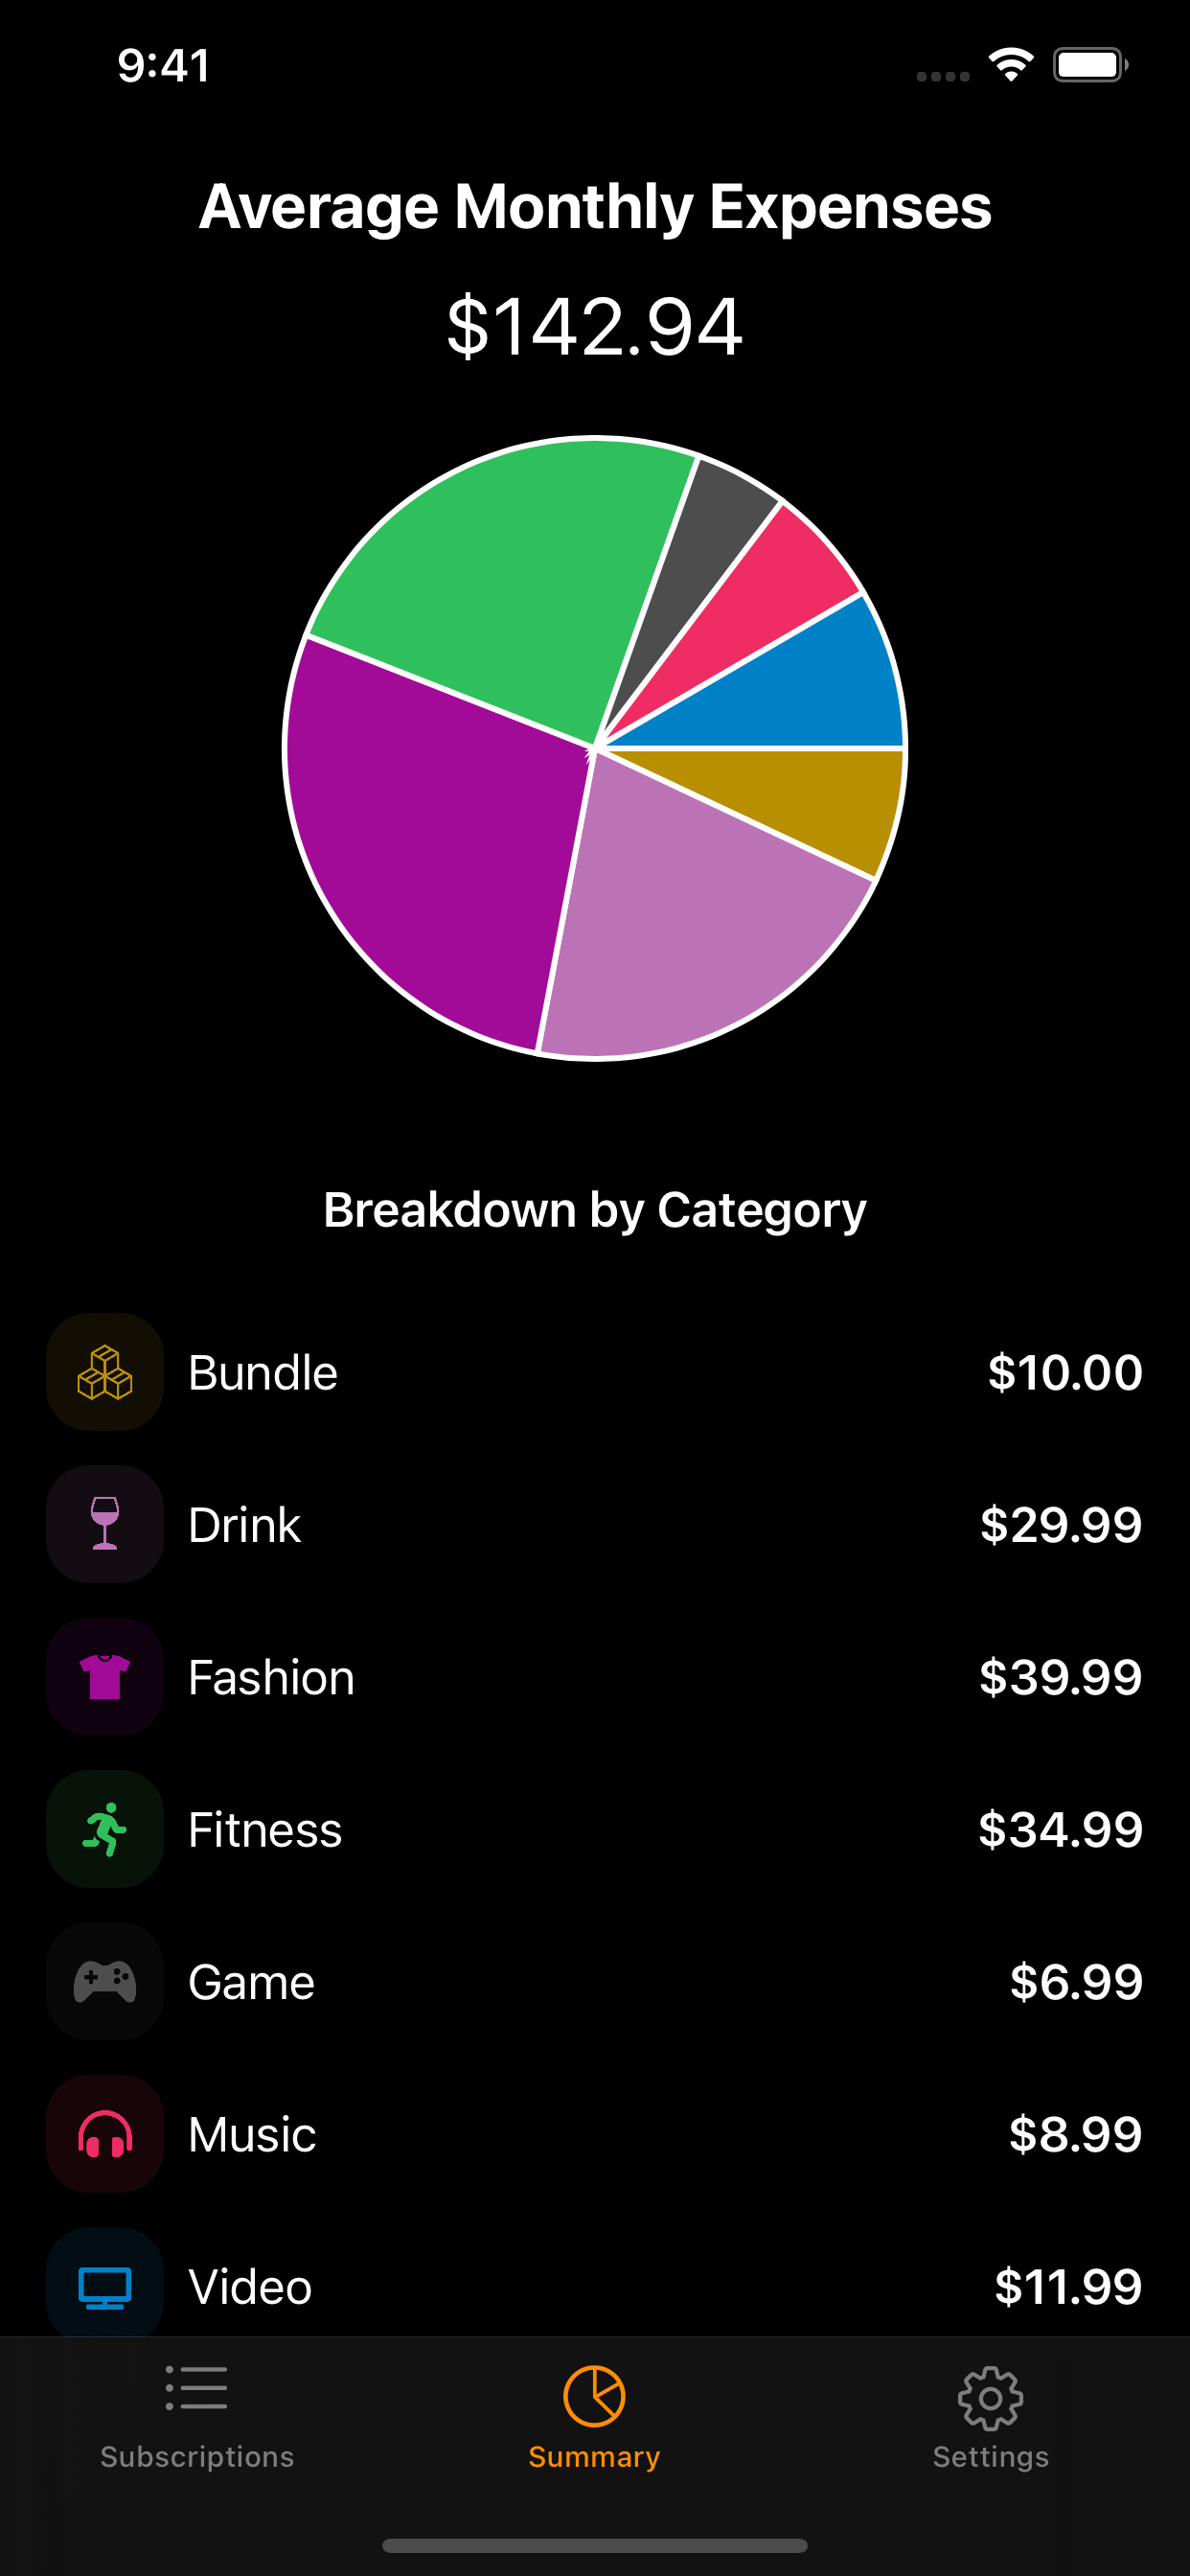 9:41
Average Monthly Expenses
$142.94
Breakdown by Category
Bundle $10.00
Drink $29.99
Fashion $39.99
Fitness $34.99
Game $6.99
Music $8.99
Video $11.99
Subscriptions Summary Settings